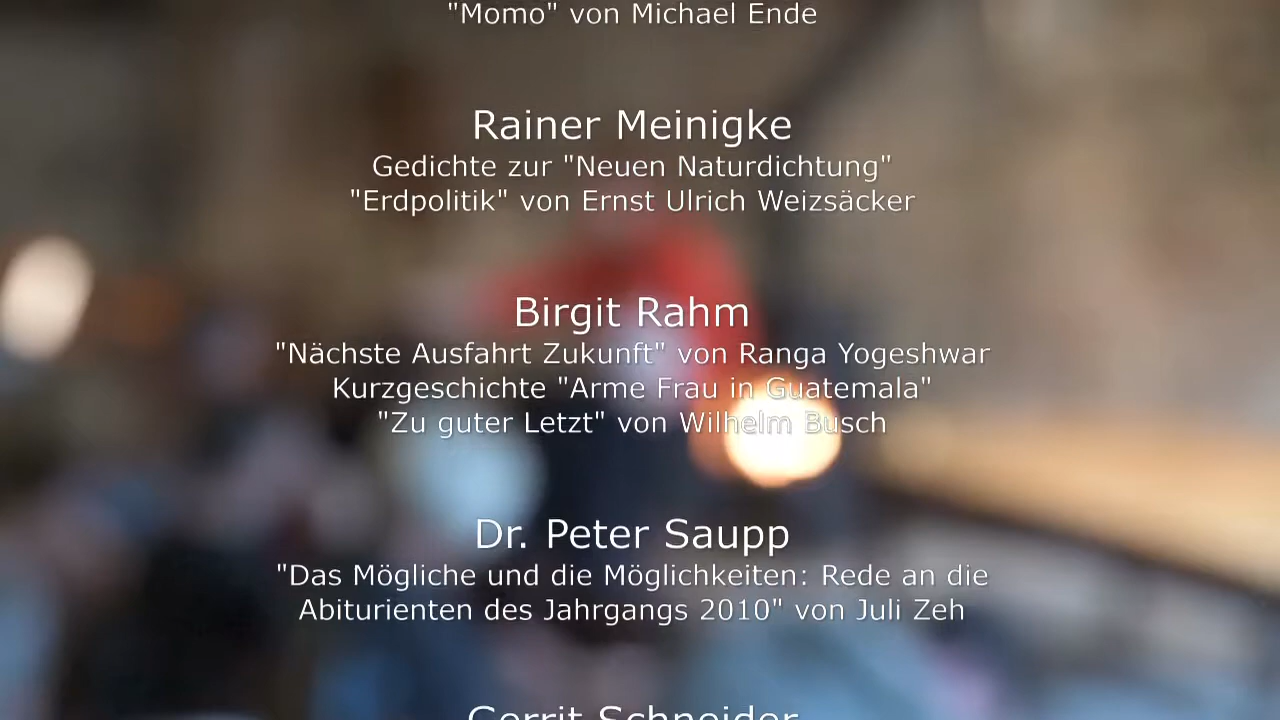 "Momo" von Michael Ende
Rainer Meinigke
Gedichte zur "Neuen Naturdichtung"
"Erdpolitik" von Ernst Ulrich Weizsäcker
Birgit Rahm
"Nächste Ausfahrt Zukunft" von Ranga Yogeshwar
Kurzgeschichte "Arme Frau in Guatemala"
"Zu guter Letzt" von Wilhelm Busch
Dr. Peter Saupp
"Das Mögliche und die Möglichkeiten: Rede an die
Abiturienten des Jahrgangs 2010" von Juli Zeh
Gerrit Schneider